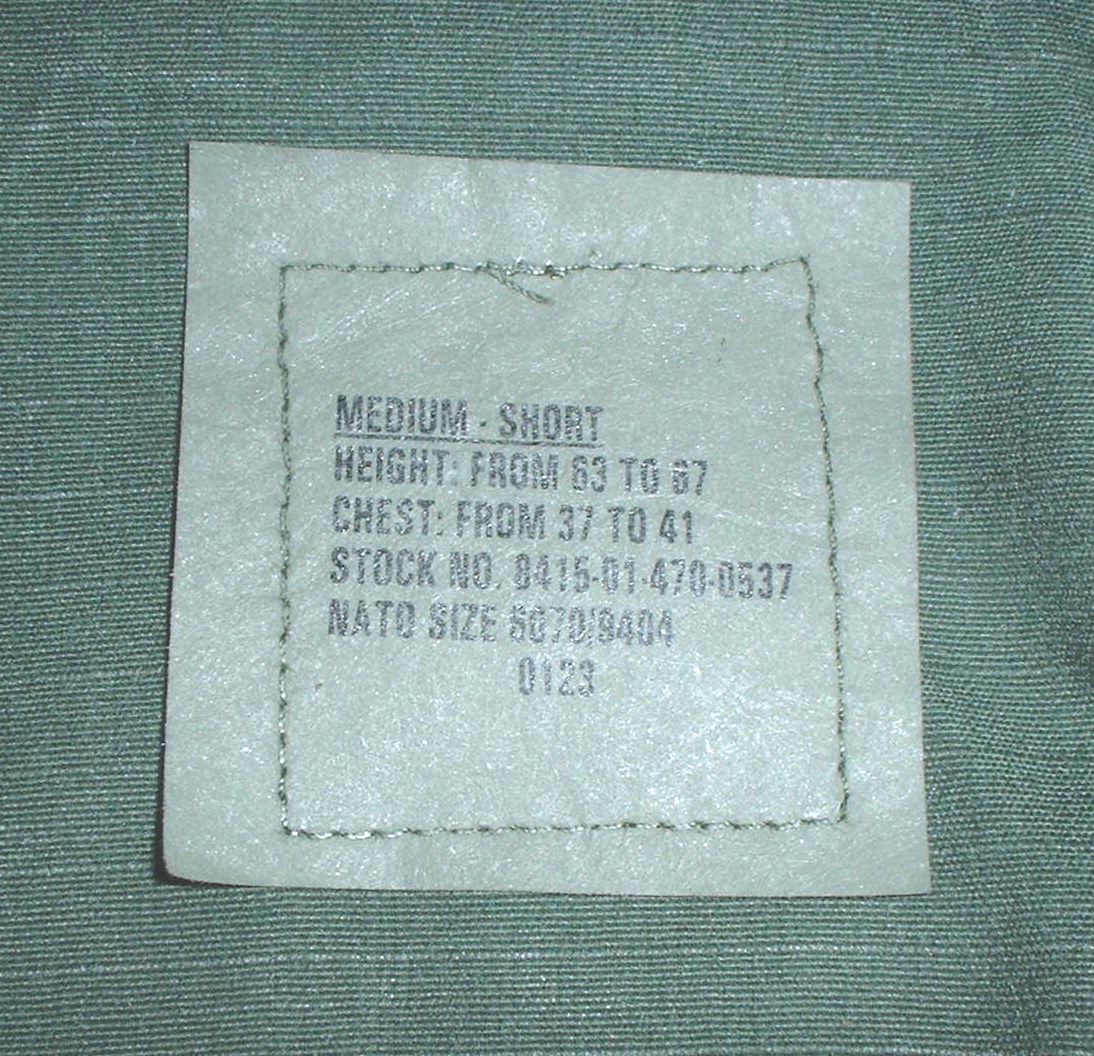 MEDIUM - SHORT
HEIGHT: FROM 63 TO 67
CHEST: FROM 37 TO 41
STOCK NO. 8415-01-470-0537
NATO SIZE 6070/9404
0123